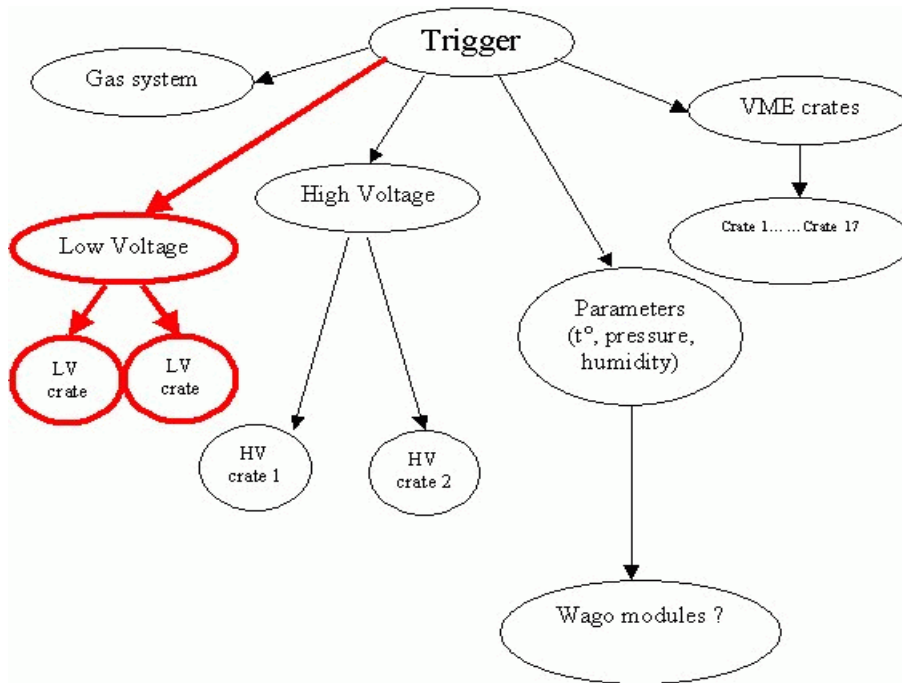 Trigger
Gas system
VME crates
High Voltage
Crate 1... ... Crate 17
Low Voltage
Parameters
(t°, pressure,
humidity)
LV
crate
LV
crate
HV
crate 1
HV
crate 2
Wago modules ?